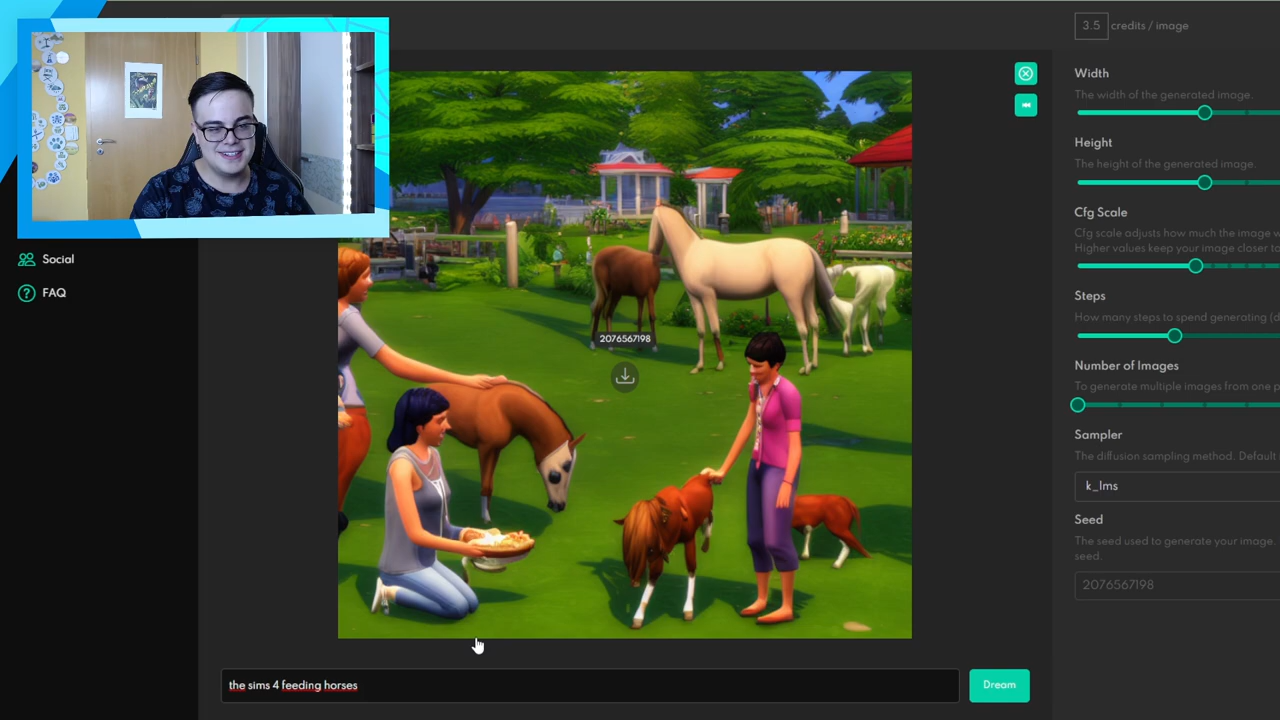 3.5 credits / image
Width
The width of the generated image.
Height
The height of the generated image.
Cfg Scale
Cfg scale adjusts how much the image w
Higher values keep your image closer to
Steps
How many steps to spend generating (d
Number of Images
To generate multiple images from one p
Sampler
The diffusion sampling method. Default
k_lms
Seed
The seed used to generate your image.
seed.
2076567198
Social
FAQ
2076567198
the sims 4 feeding horses
Dream